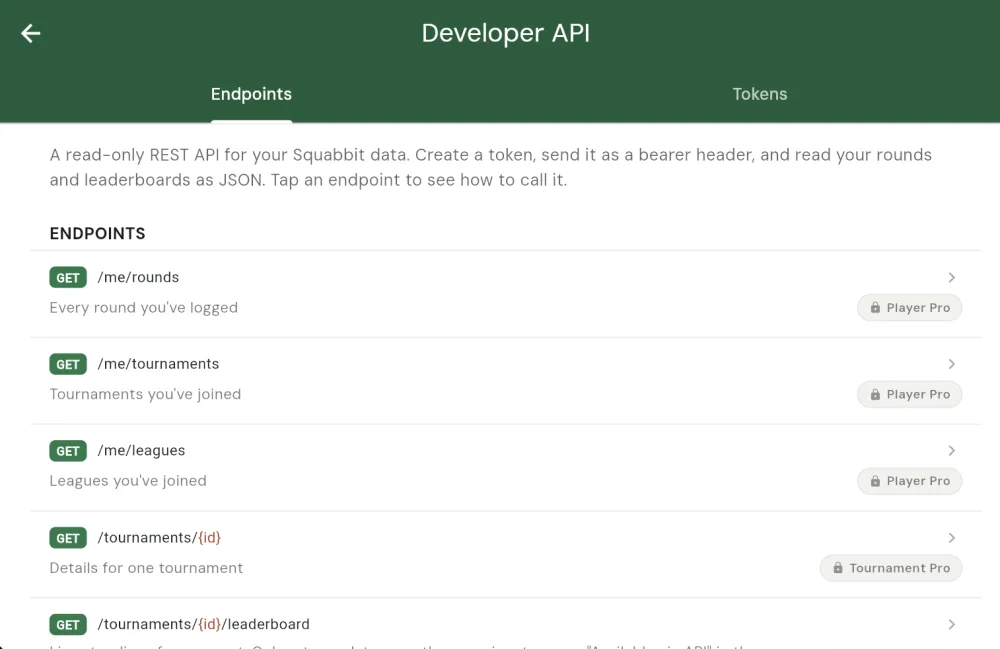 Developer API
Endpoints
Tokens
A read-only REST API for your Squabbit data. Create a token, send it as a bearer header, and read your rounds
and leaderboards as JSON. Tap an endpoint to see how to call it.
ENDPOINTS
GET /me/rounds
Every round you've logged
Player Pro
GET /me/tournaments
Tournaments you've joined
Player Pro
GET /me/leagues
Leagues you've joined
Player Pro
GET /tournaments/{id}
Details for one tournament
Tournament Pro
GET /tournaments/{id}/leaderboard